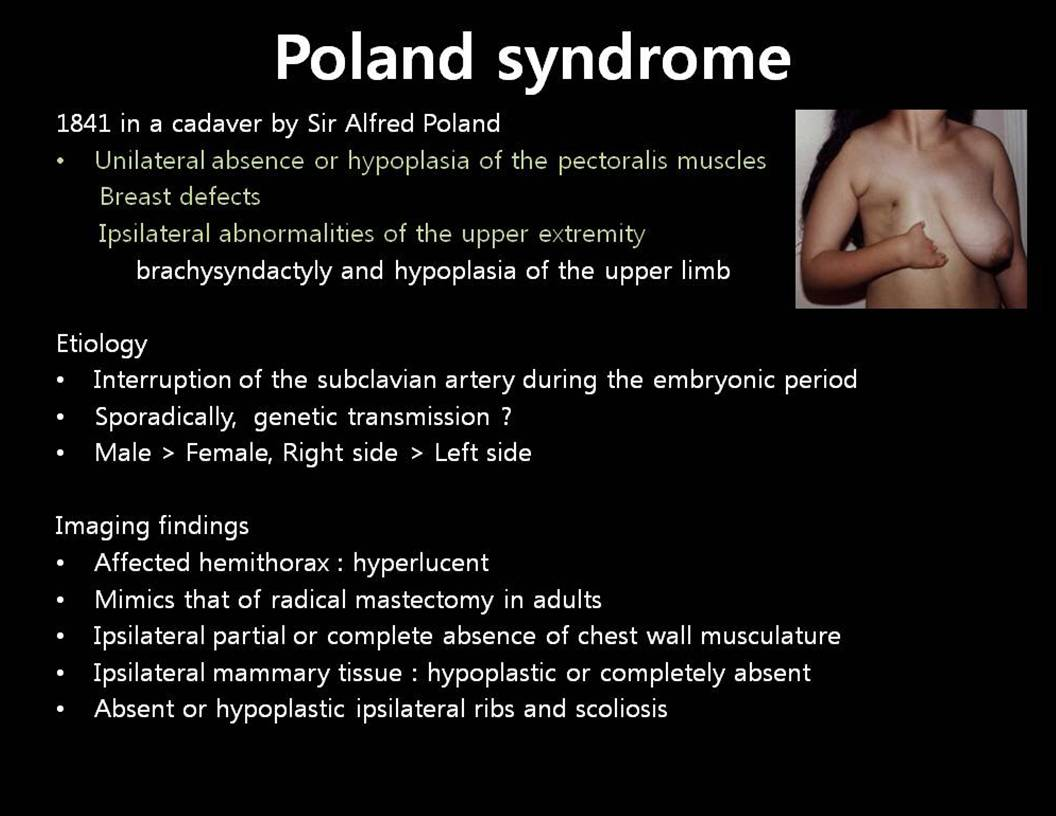 Poland syndrome
1841 in a cadaver by Sir Alfred Poland
• Unilateral absence or hypoplasia of the pectoralis muscles
Breast defects
Ipsilateral abnormalities of the upper extremity
brachysyndactyly and hypoplasia of the upper limb
Etiology
• Interruption of the subclavian artery during the embryonic period
• Sporadically, genetic transmission ?
• Male > Female, Right side > Left side
Imaging findings
• Affected hemithorax : hyperlucent
• Mimics that of radical mastectomy in adults
• Ipsilateral partial or complete absence of chest wall musculature
• Ipsilateral mammary tissue : hypoplastic or completely absent
• Absent or hypoplastic ipsilateral ribs and scoliosis